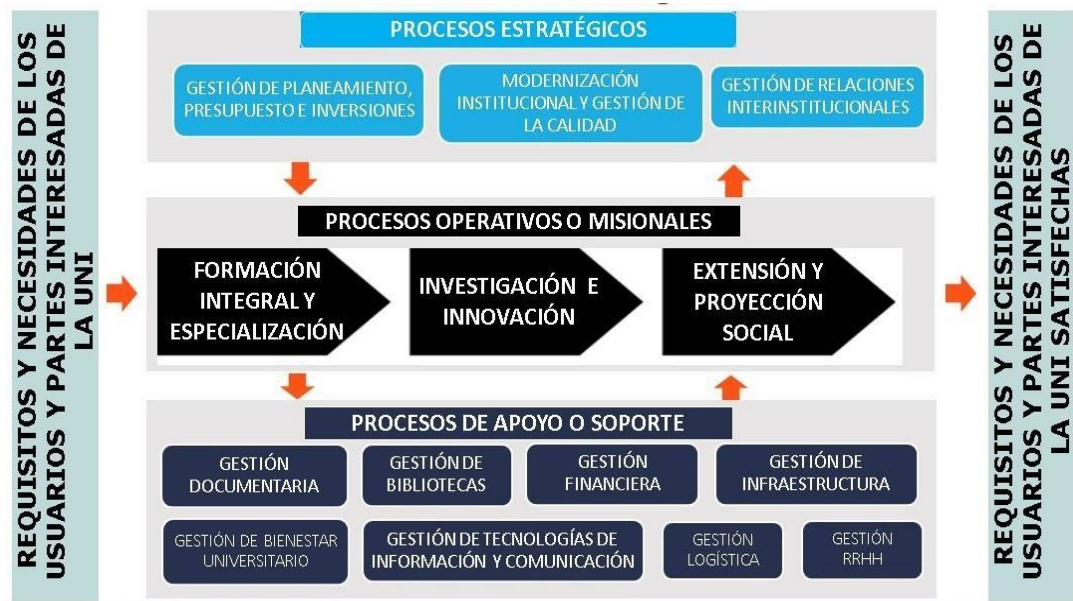 REQUISITOS Y NECESIDADES DE LOS
USUARIOS Y PARTES INTERESADAS DE
LA UNI
PROCESOS ESTRATÉGICOS
GESTIÓN DE PLANEAMIENTO,
PRESUPUESTO E INVERSIONES
MODERNIZACIÓN
INSTITUCIONAL Y GESTIÓN DE
LA CALIDAD
GESTIÓN DE RELACIONES
INTERINSTITUCIONALES
PROCESOS OPERATIVOS O MISIONALES
FORMACIÓN
INTEGRAL Y
ESPECIALIZACIÓN
INVESTIGACIÓN E
INNOVACIÓN
EXTENSIÓN Y
PROYECCIÓN
SOCIAL
PROCESOS DE APOYO O SOPORTE
GESTIÓN
DOCUMENTARIA
GESTIÓN DE
BIBLIOTECAS
GESTIÓN
FINANCIERA
GESTIÓN DE
INFRAESTRUCTURA
GESTIÓN DE BIENESTAR
UNIVERSITARIO
GESTIÓN DE TECNOLOGÍAS DE
INFORMACIÓN Y COMUNICACIÓN
GESTIÓN
LOGÍSTICA
GESTIÓN
RRHH
REQUISITOS Y NECESIDADES DE LOS
USUARIOS Y PARTES INTERESADAS DE
LA UNI SATISFECHAS